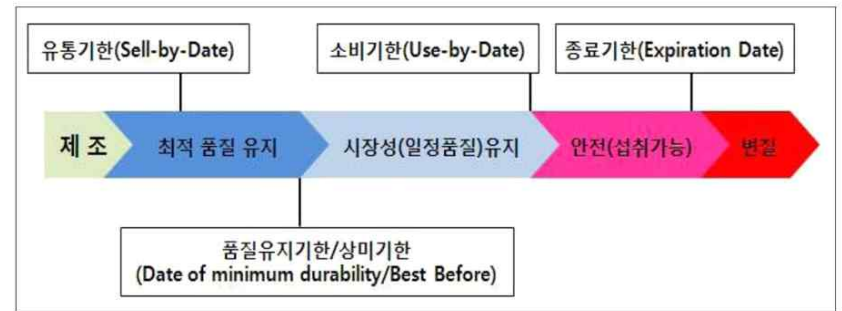 유통기한(Sell-by-Date)
소비기한(Use-by-Date)
종료기한(Expiration Date)
제 조
최적 품질 유지
시장성(일정품질)유지
안전(섭취가능)
변질
품질유지기한/상미기한
(Date of minimum durability/Best Before)